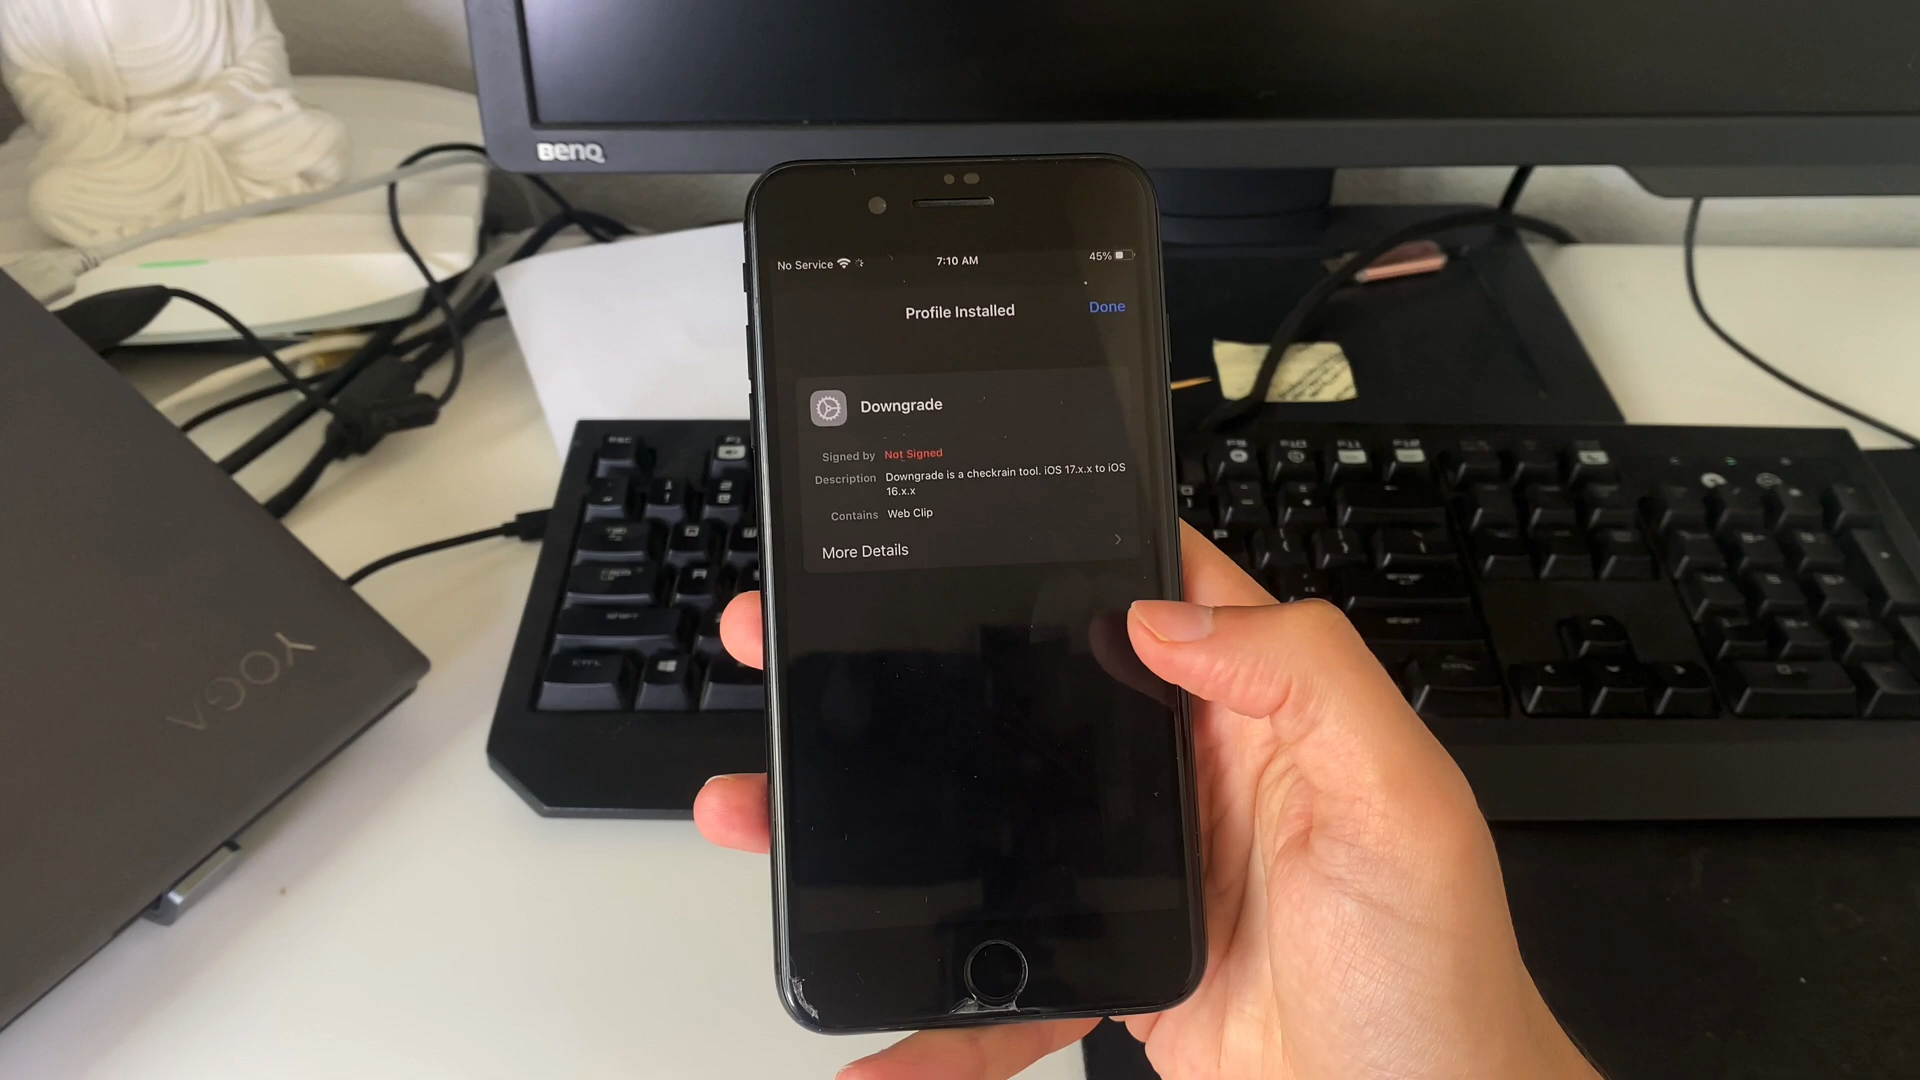 BenQ
No Service
7:10 AM
45%
Profile Installed
Done
Downgrade
Signed by Not Signed
Description Downgrade is a checkrain tool. iOS 17.x.x to iOS
16.x.x
Contains Web Clip
More Details
YOGA